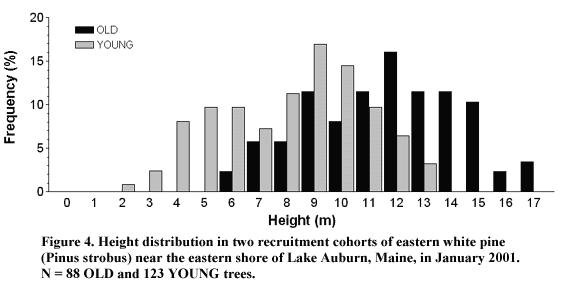 20
OLD
YOUNG
15
10
5
0
Frequency (%)
0 1 2 3 4 5 6 7 8 9 10 11 12 13 14 15 16 17
Height (m)
Figure 4. Height distribution in two recruitment cohorts of eastern white pine
(Pinus strobus) near the eastern shore of Lake Auburn, Maine, in January 2001.
N = 88 OLD and 123 YOUNG trees.